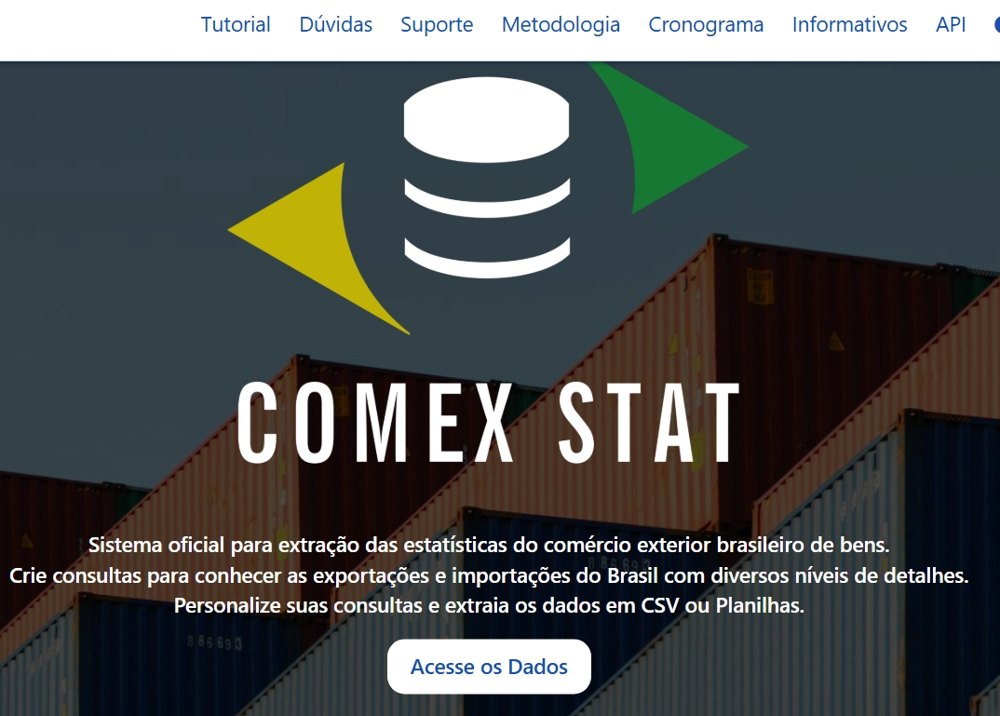 Tutorial Dúvidas Suporte Metodologia Cronograma Informativos API
COMEX STAT
Sistema oficial para extração das estatísticas do comércio exterior brasileiro de bens.
Crie consultas para conhecer as exportações e importações do Brasil com diversos níveis de detalhes.
Personalize suas consultas e extraia os dados em CSV ou Planilhas.
886693
Acesse os Dados